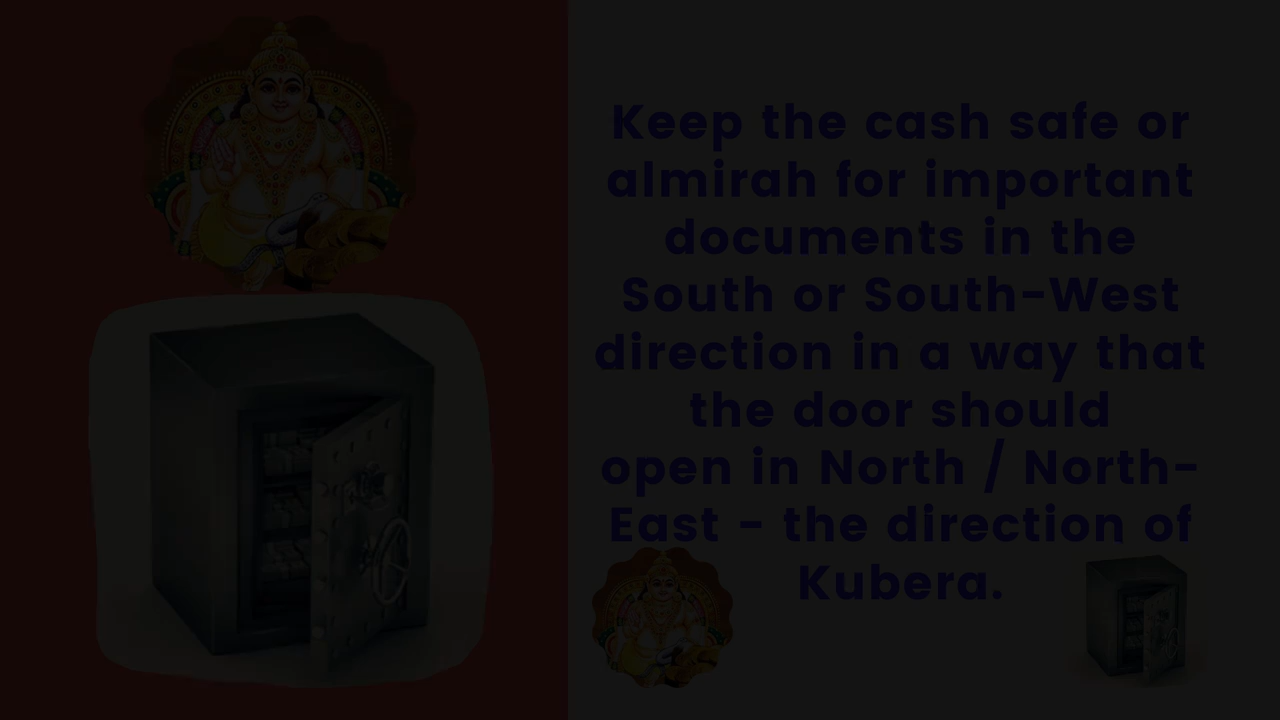 Keep the cash safe or
almirah for important
documents in the
South or South-West
direction in a way that
the door should
open in North / North-
East - the direction of
Kubera.